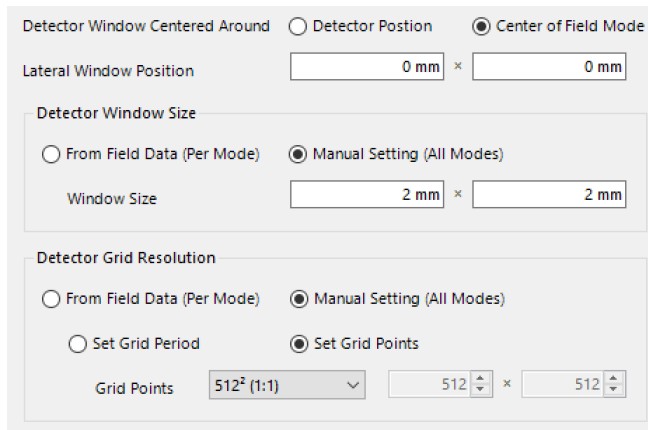 Detector Window Centered Around Detector Postion Center of Field Mode
Lateral Window Position 0 mm × 0 mm
Detector Window Size
From Field Data (Per Mode) Manual Setting (All Modes)
Window Size 2 mm × 2 mm
Detector Grid Resolution
From Field Data (Per Mode) Manual Setting (All Modes)
Set Grid Period Set Grid Points
Grid Points 512² (1:1) 512 × 512